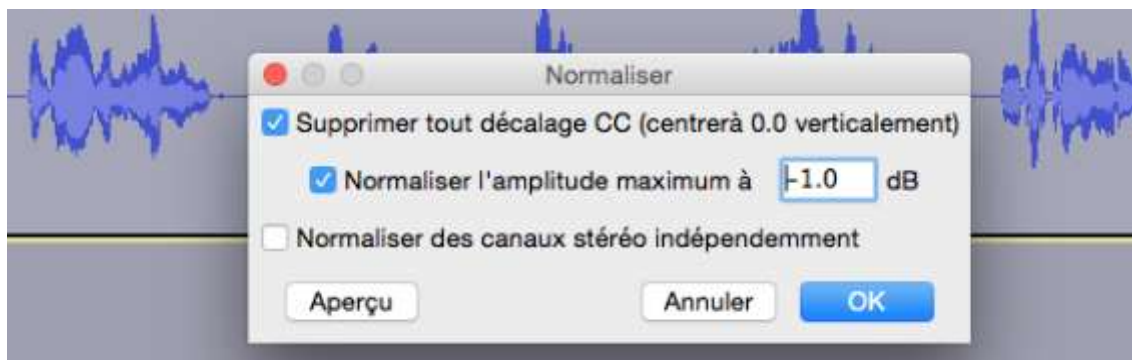 Normaliser
Supprimer tout décalage CC (centrerà 0.0 verticalement)
Normaliser l'amplitude maximum à -1.0 dB
Normaliser des canaux stéréo indépendemment
Aperçu Annuler OK